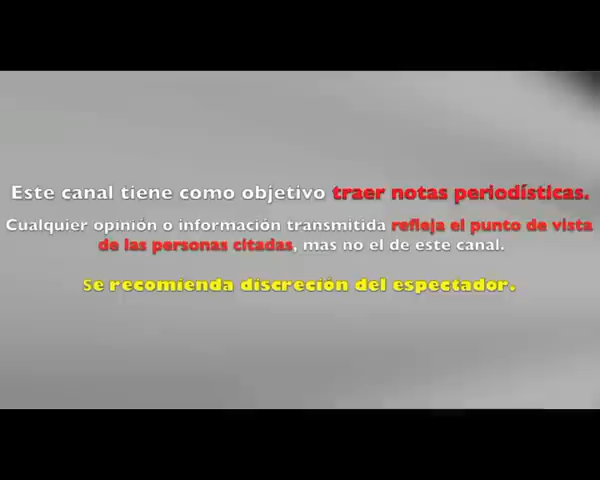 Este canal tiene como objetivo traer notas periodísticas.
Cualquier opinión o información transmitida refleja el punto de vista
de las personas citadas, mas no el de este canal.
Se recomienda discreción del espectador.